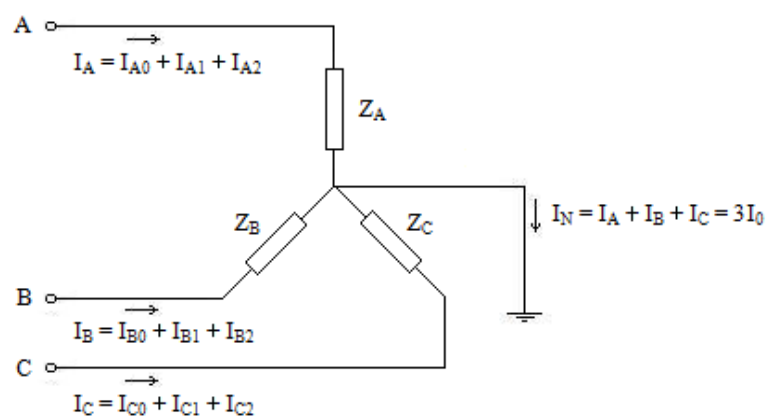 A
I_A = I_A0 + I_A1 + I_A2
Z_A
Z_B
Z_C
I_N = I_A + I_B + I_C = 3I_0
B
I_B = I_B0 + I_B1 + I_B2
C
I_C = I_C0 + I_C1 + I_C2